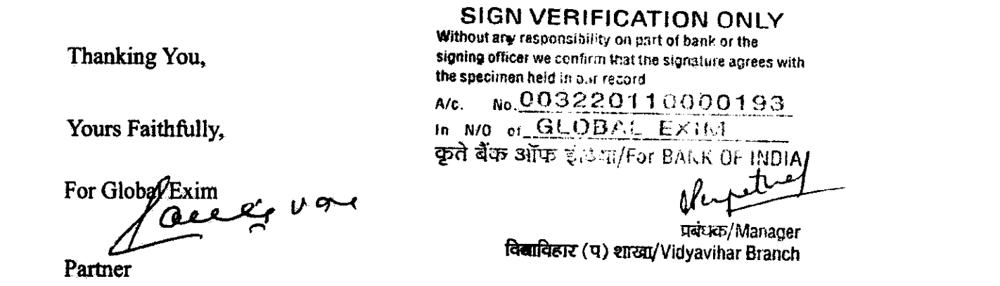 Thanking You,
Yours Faithfully,
For Global Exim
Partner
SIGN VERIFICATION ONLY
Without any responsibility on part of bank or the
signing officer we confirm that the signature agrees with
the specimen held in our record
A/c. No. 003220110000193
In N/O of GLOBAL EXIM
कृते बैंक ऑफ इंडिया/For BANK OF INDIA
प्रबंधक/Manager
विद्याविहार (प) शाखा/Vidyavihar Branch